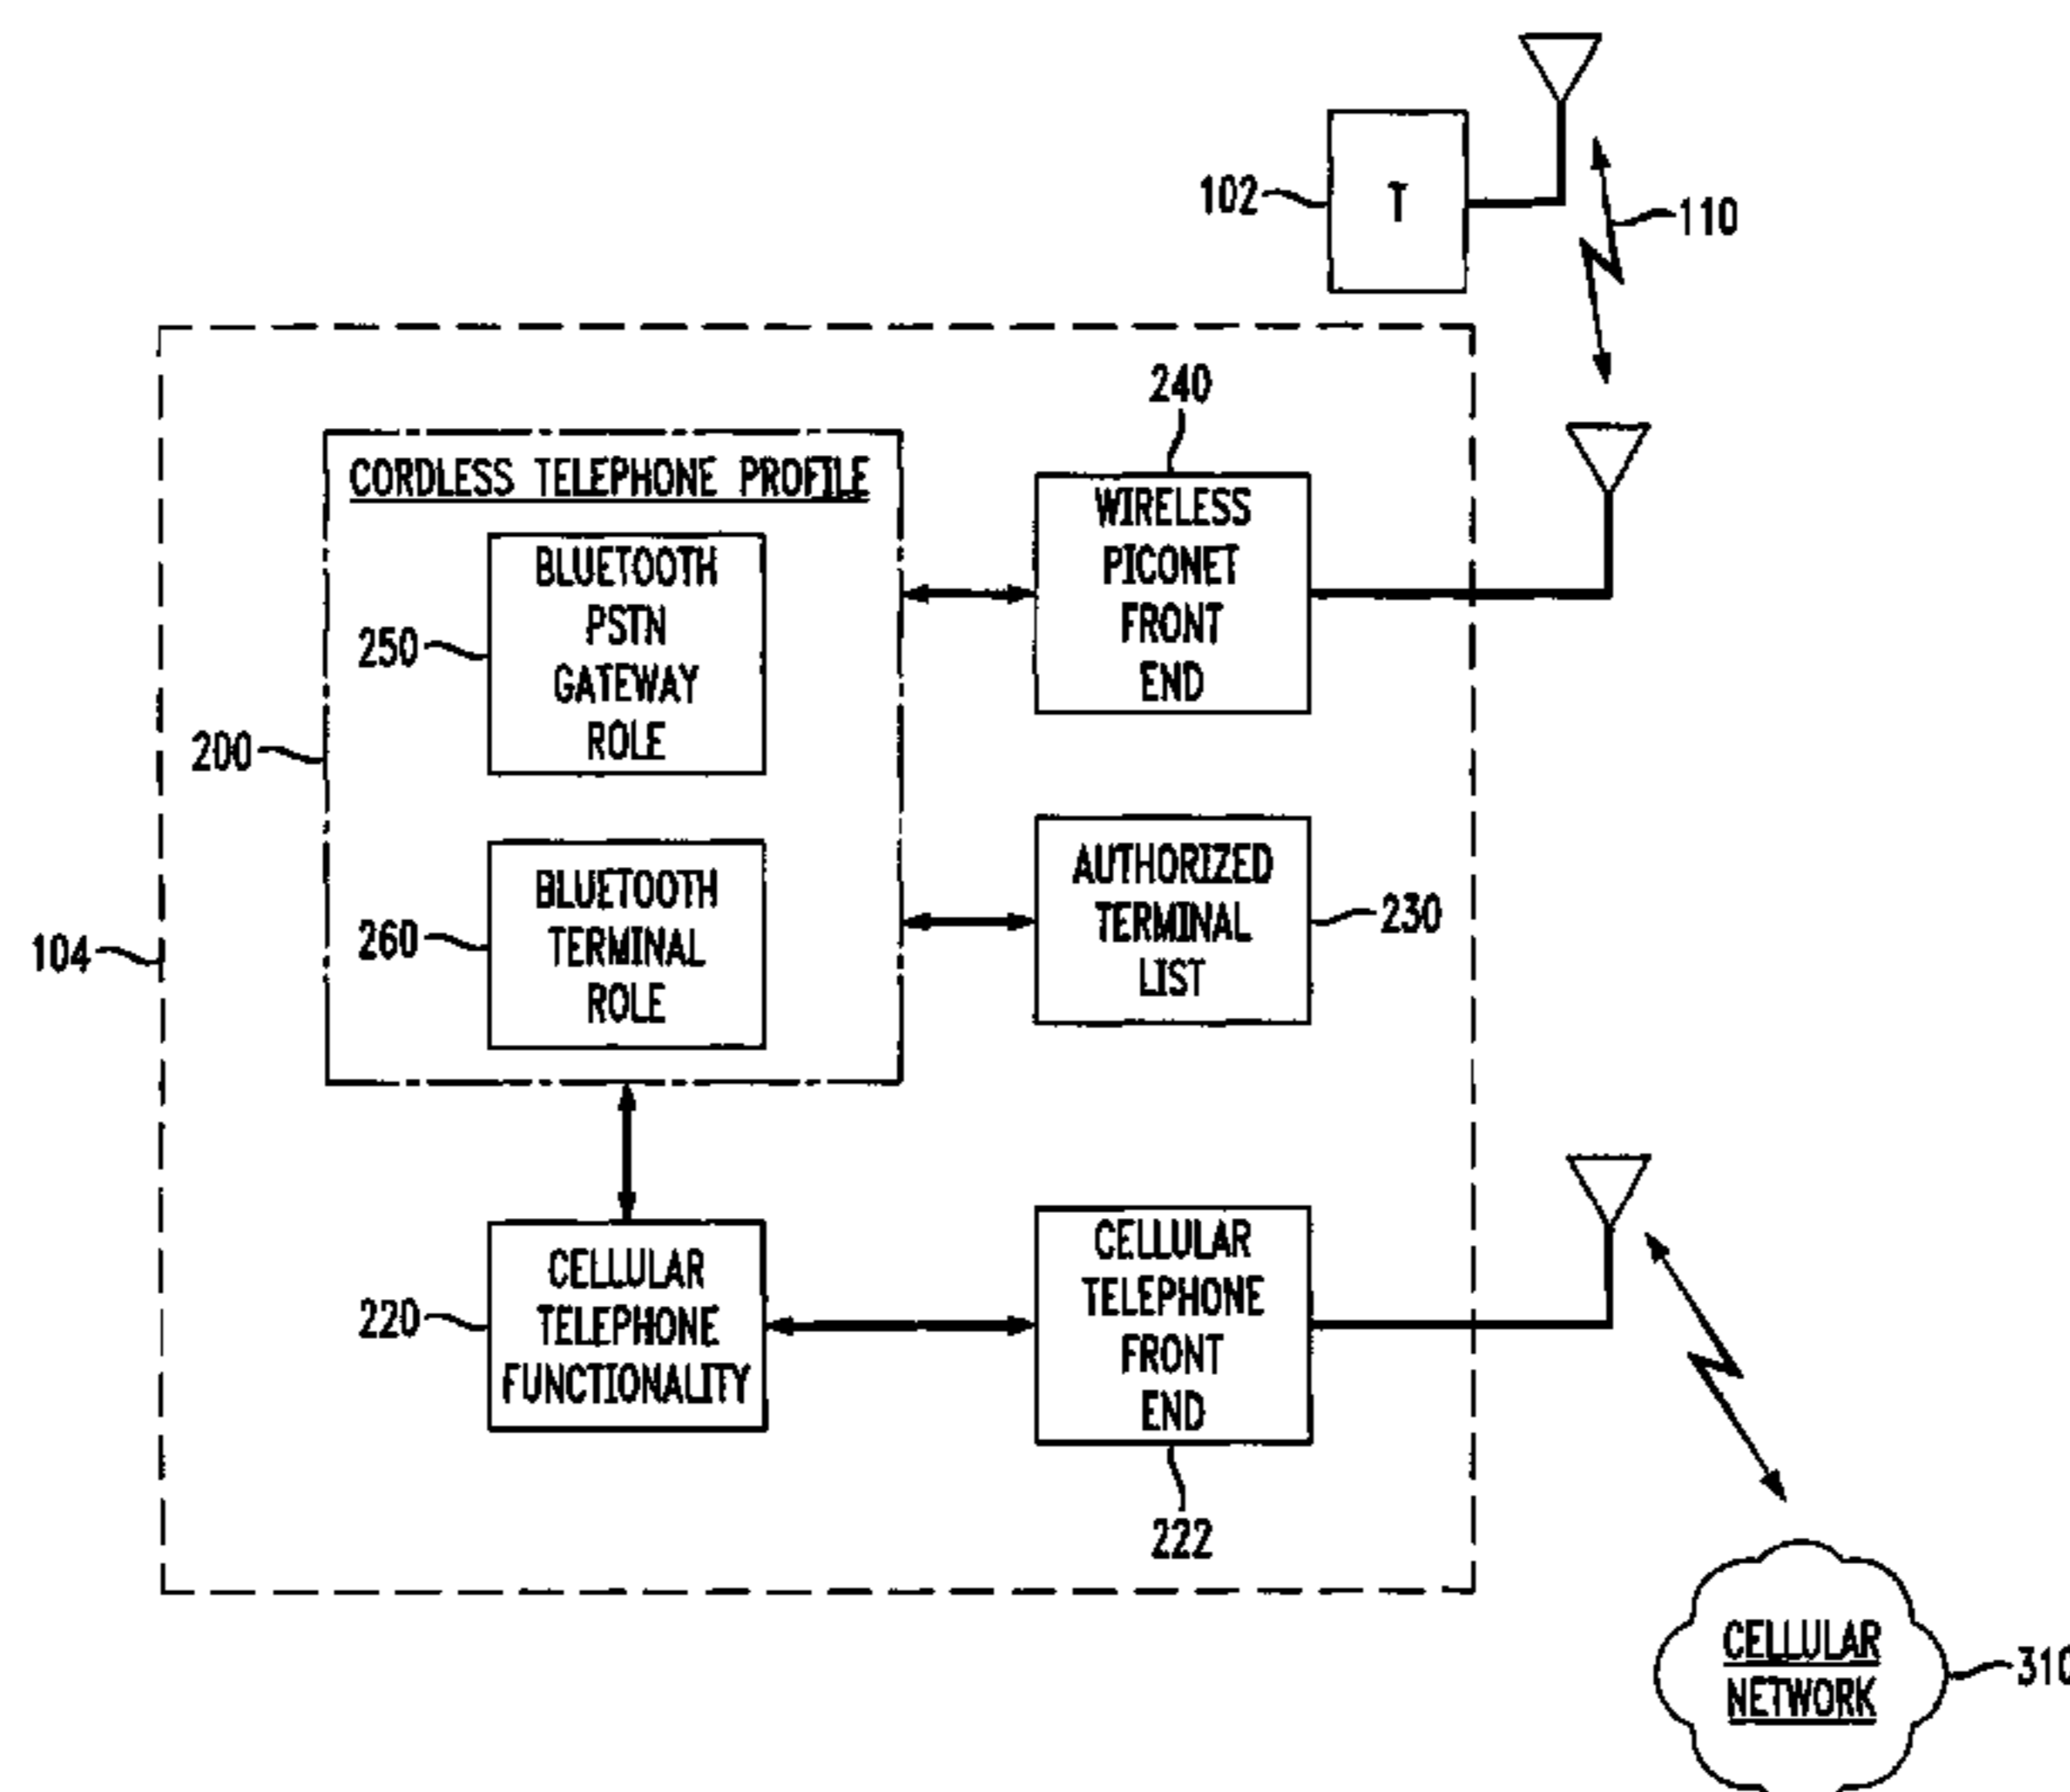 102
T
110
240
CORDLESS TELEPHONE PROFILE
WIRELESS
PICONET
FRONT
END
BLUETOOTH
PSTN
GATEWAY
ROLE
250
200
AUTHORIZED
TERMINAL
LIST
230
BLUETOOTH
TERMINAL
ROLE
260
104
CELLULAR
TELEPHONE
FUNCTIONALITY
220
CELLULAR
TELEPHONE
FRONT
END
222
CELLULAR
NETWORK
310